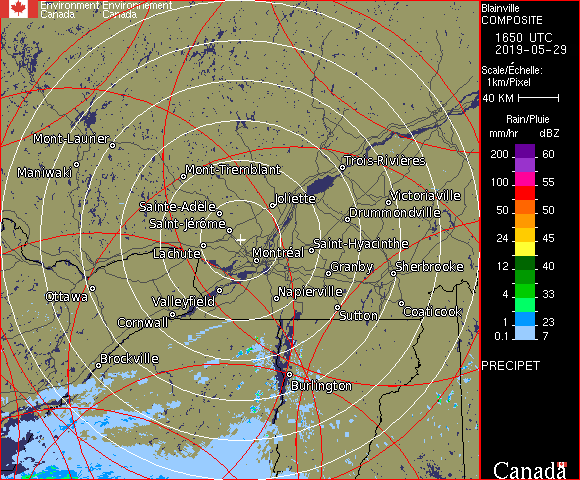 Environment Environnement
Canada Canada
Blainville
COMPOSITE
1650 UTC
2019-05-29
Scale/Échelle:
1km/Pixel
40 KM
Rain/Pluie
mm/hr dBZ
200 60
100 55
50 50
24 45
12 40
4 33
1 23
0.1 7
PRECIPET
Canada
Mont-Laurier
Maniwaki
Mont-Tremblant
Trois-Rivières
Joliette
Victoriaville
Sainte-Adèle
Drummondville
Saint-Jérôme
Lachute
Montréal
Saint-Hyacinthe
Granby
Sherbrooke
Ottawa
Valleyfield
Napierville
Cornwall
Sutton
Coaticook
Brockville
Burlington